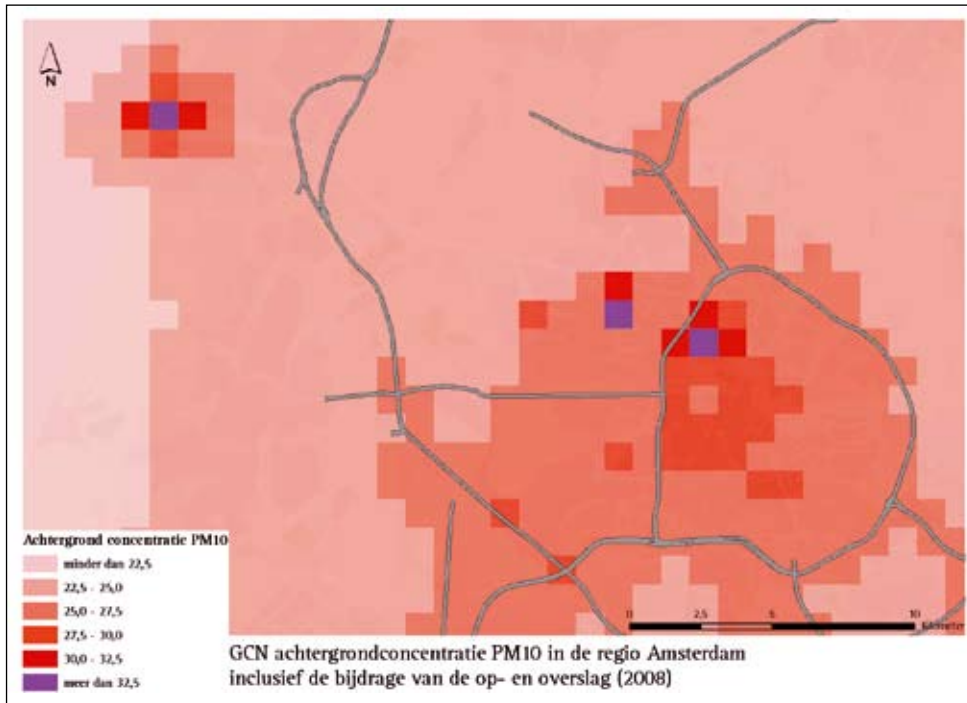 N
Achtergrond concentratie PM10
minder dan 22,5
22,5 - 25,0
25,0 - 27,5
27,5 - 30,0
30,0 - 32,5
meer dan 32,5
0 2,5 5 10
Kilometer
GCN achtergrondconcentratie PM10 in de regio Amsterdam
inclusief de bijdrage van de op- en overslag (2008)